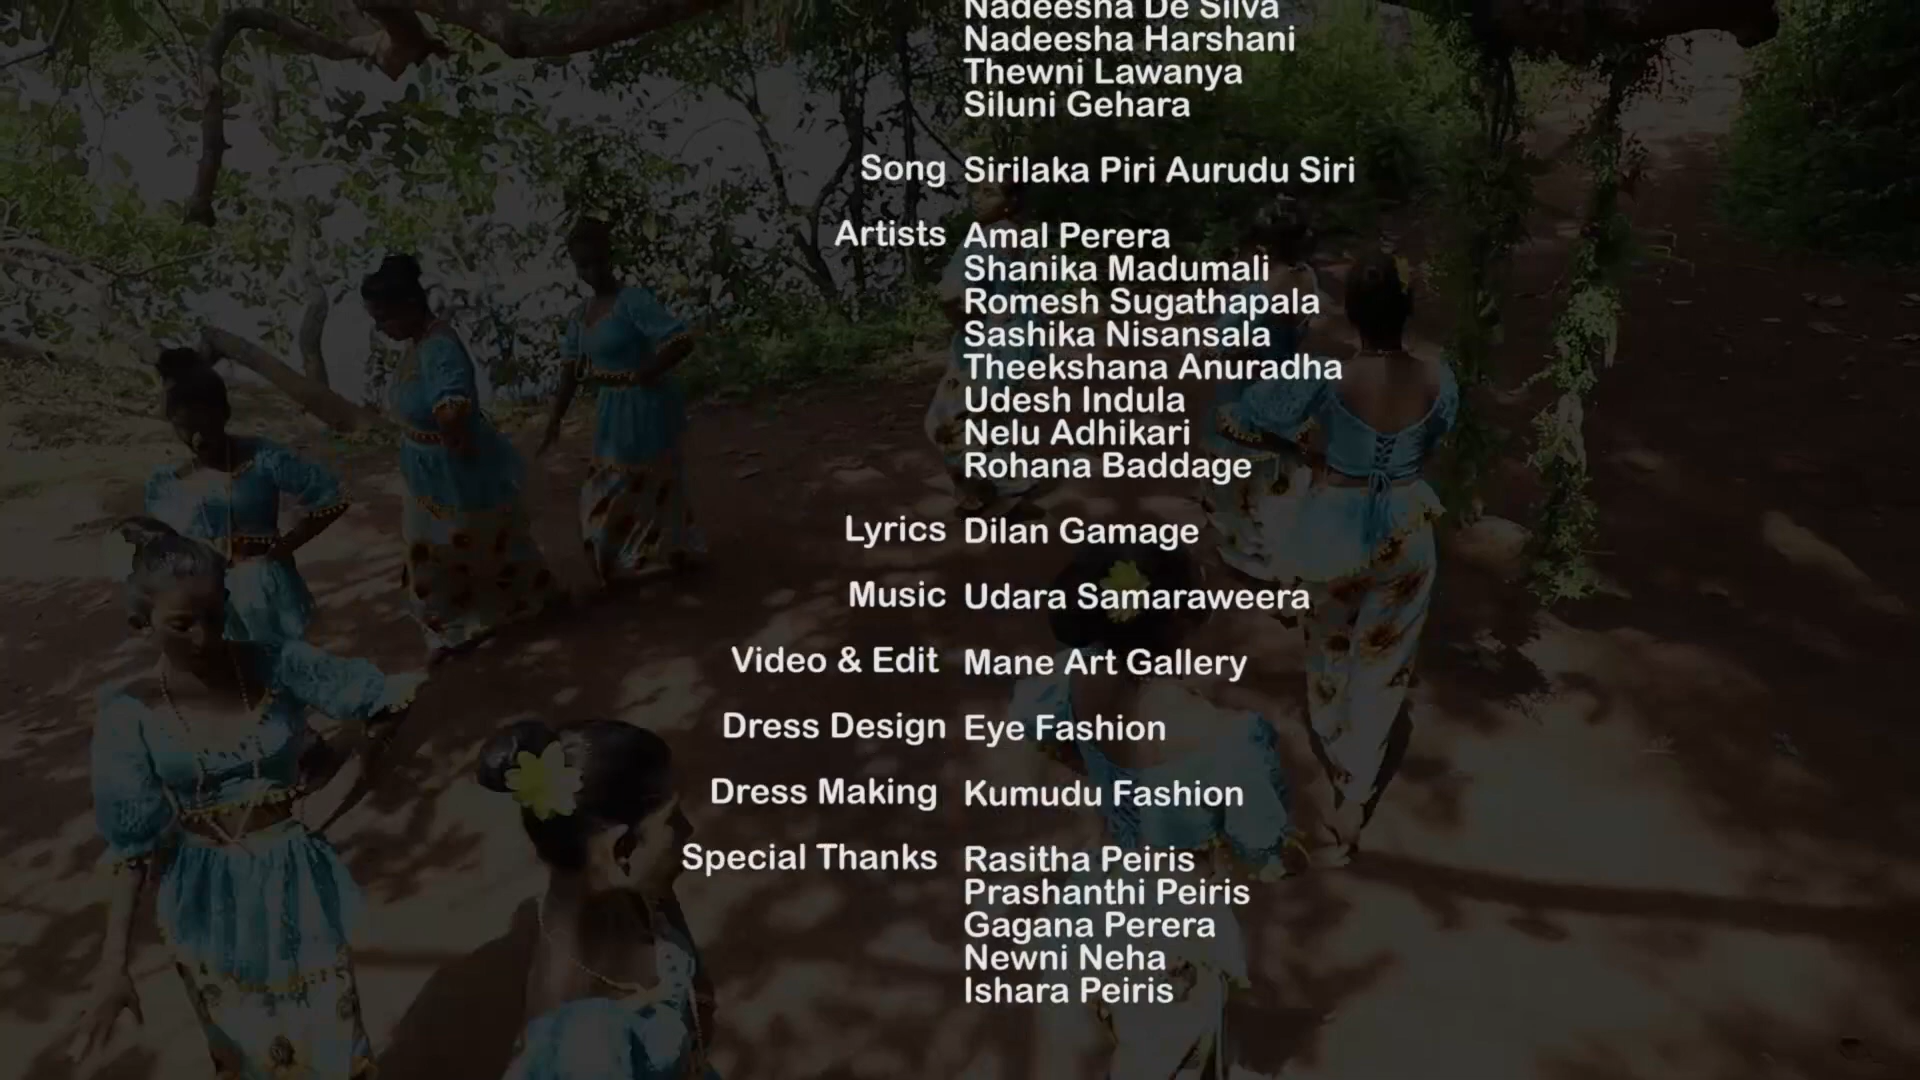 Nadeesha De Silva
Nadeesha Harshani
Thewni Lawanya
Siluni Gehara
Song Sirilaka Piri Aurudu Siri
Artists Amal Perera
Shanika Madumali
Romesh Sugathapala
Sashika Nisansala
Theekshana Anuradha
Udesh Indula
Nelu Adhikari
Rohana Baddage
Lyrics Dilan Gamage
Music Udara Samaraweera
Video & Edit Mane Art Gallery
Dress Design Eye Fashion
Dress Making Kumudu Fashion
Special Thanks Rasitha Peiris
Prashanthi Peiris
Gagana Perera
Newni Neha
Ishara Peiris